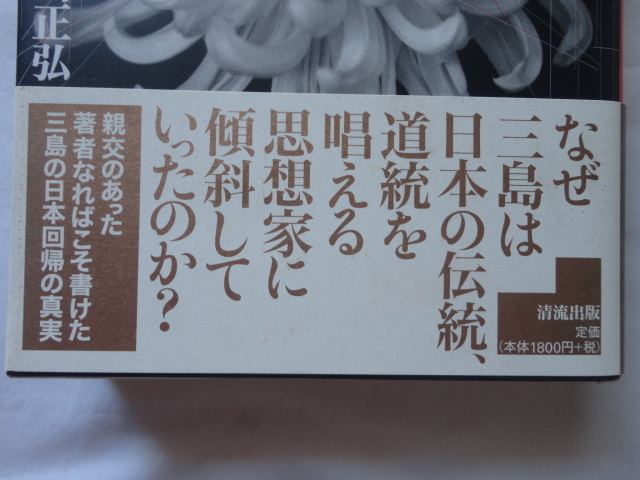 正弘
なぜ
三島は
日本の伝統、
道統を
唱える
思想家に
傾斜して
いったのか?
親交のあった
著者なればこそ書けた
三島の日本回帰の真実
清流出版
定価
(本体1800円+税)